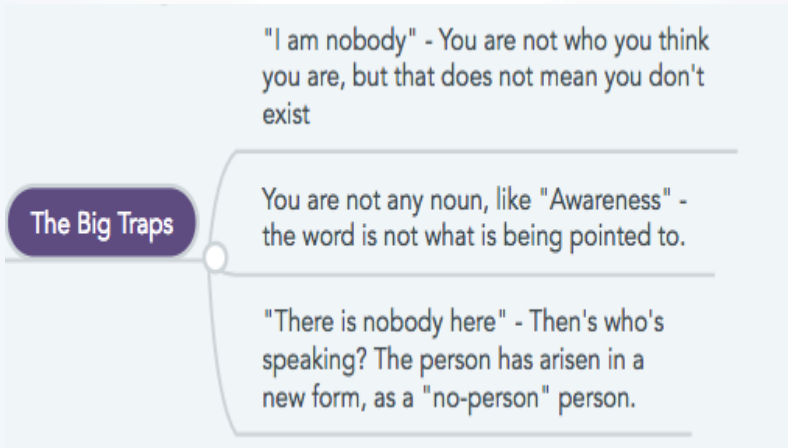 "I am nobody" - You are not who you think
you are, but that does not mean you don't
exist
The Big Traps
You are not any noun, like "Awareness" -
the word is not what is being pointed to.
"There is nobody here" - Then's who's
speaking? The person has arisen in a
new form, as a "no-person" person.